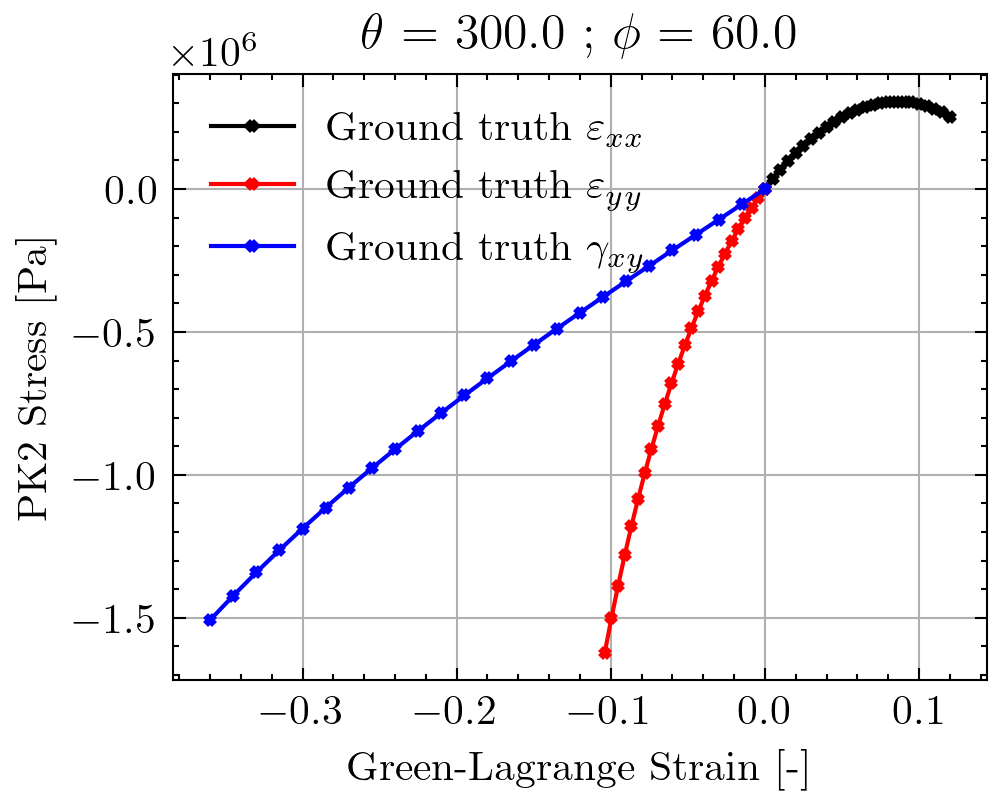 θ = 300.0 ; ϕ = 60.0
×10⁶
Ground truth εₓₓ
Ground truth ε_yy
Ground truth γ_xy
0.0
−0.5
−1.0
−1.5
PK2 Stress [Pa]
−0.3 −0.2 −0.1 0.0 0.1
Green-Lagrange Strain [-]